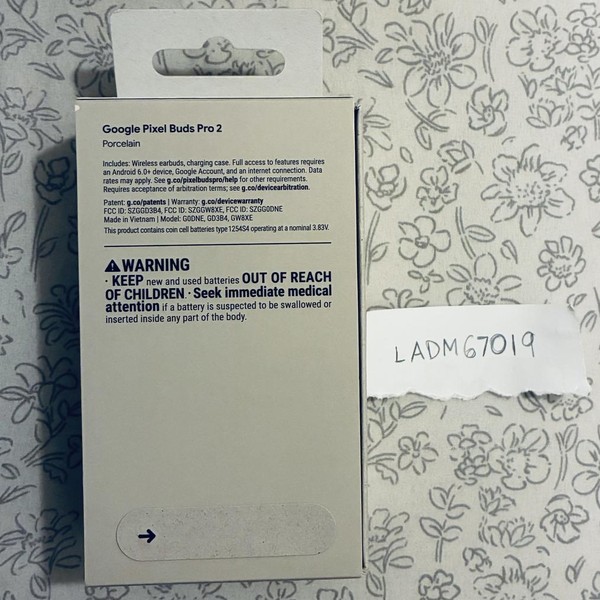 Google Pixel Buds Pro 2
Porcelain
Includes: Wireless earbuds, charging case. Full access to features requires
an Android 6.0+ device, Google Account, and an internet connection. Data
rates may apply. See g.co/pixelbudspro/help for other requirements.
Requires acceptance of arbitration terms; see g.co/devicearbitration.
Patent: g.co/patents | Warranty: g.co/devicewarranty
FCC ID: SZGGD3B4, FCC ID: SZGGW8XE, FCC ID: SZGG0DNE
Made in Vietnam | Model: G0DNE, GD3B4, GW8XE
This product contains coin cell batteries type 1254S4 operating at a nominal 3.83V.
WARNING
· KEEP new and used batteries OUT OF REACH
OF CHILDREN · Seek immediate medical
attention if a battery is suspected to be swallowed or
inserted inside any part of the body.
LADM67019